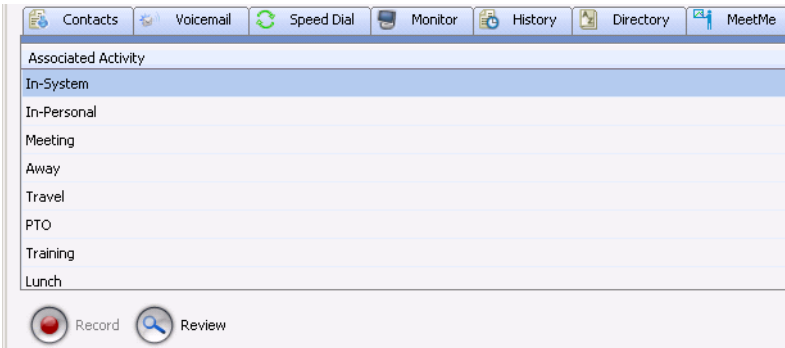 Contacts Voicemail Speed Dial Monitor History Directory MeetMe
Associated Activity
In-System
In-Personal
Meeting
Away
Travel
PTO
Training
Lunch
Record Review